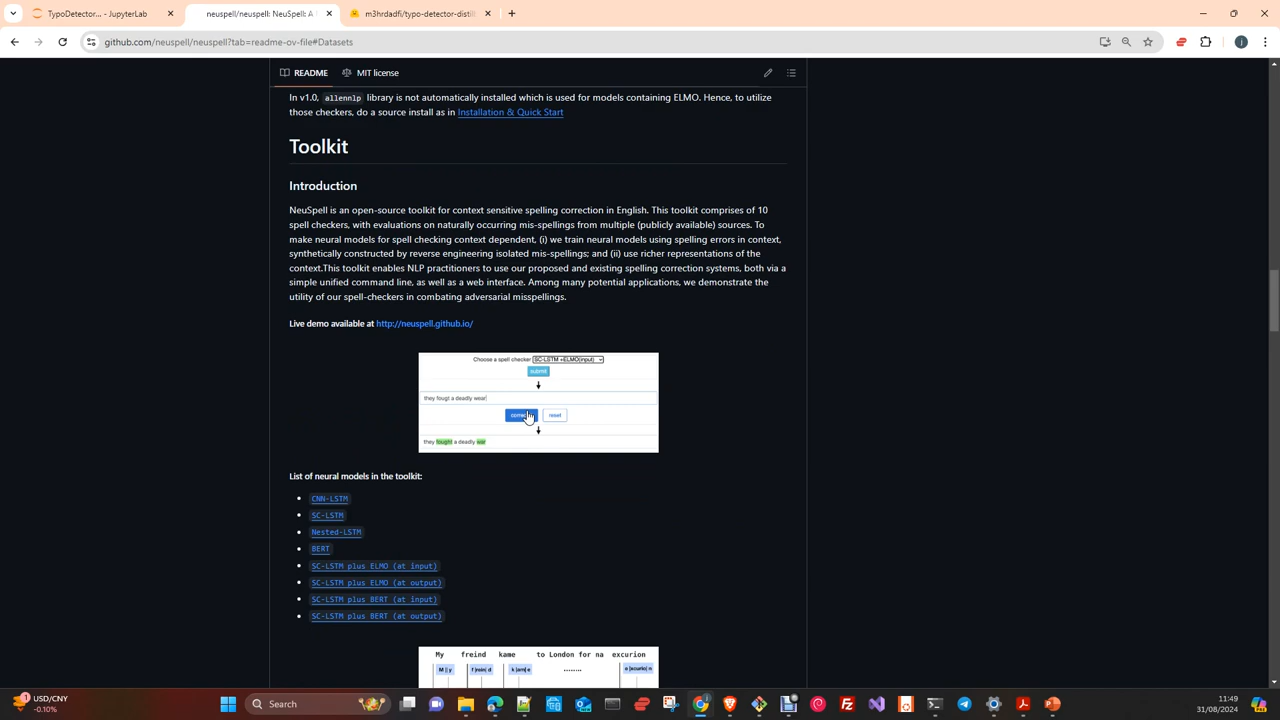 TypoDetector... - JupyterLab
neuspell/neuspell: NeuSpell: A
m3hrdadfi/typo-detector-distil
github.com/neuspell/neuspell?tab=readme-ov-file#Datasets
README
MIT license
In v1.0, allennlp library is not automatically installed which is used for models containing ELMO. Hence, to utilize
those checkers, do a source install as in Installation & Quick Start
Toolkit
Introduction
NeuSpell is an open-source toolkit for context sensitive spelling correction in English. This toolkit comprises of 10
spell checkers, with evaluations on naturally occurring mis-spellings from multiple (publicly available) sources. To
make neural models for spell checking context dependent, (i) we train neural models using spelling errors in context,
synthetically constructed by reverse engineering isolated mis-spellings; and (ii) use richer representations of the
context.This toolkit enables NLP practitioners to use our proposed and existing spelling correction systems, both via a
simple unified command line, as well as a web interface. Among many potential applications, we demonstrate the
utility of our spell-checkers in combating adversarial misspellings.
Live demo available at http://neuspell.github.io/
Choose a spell checker SC-LSTM +ELMO(input)
submit
they fougt a deadly wear
correct reset
they fought a deadly war
List of neural models in the toolkit:
CNN-LSTM
SC-LSTM
Nested-LSTM
BERT
SC-LSTM plus ELMO (at input)
SC-LSTM plus ELMO (at output)
SC-LSTM plus BERT (at input)
SC-LSTM plus BERT (at output)
My freind kame to London for na excurion
USD/CNY
-0.10%
Search
11:49
31/08/2024